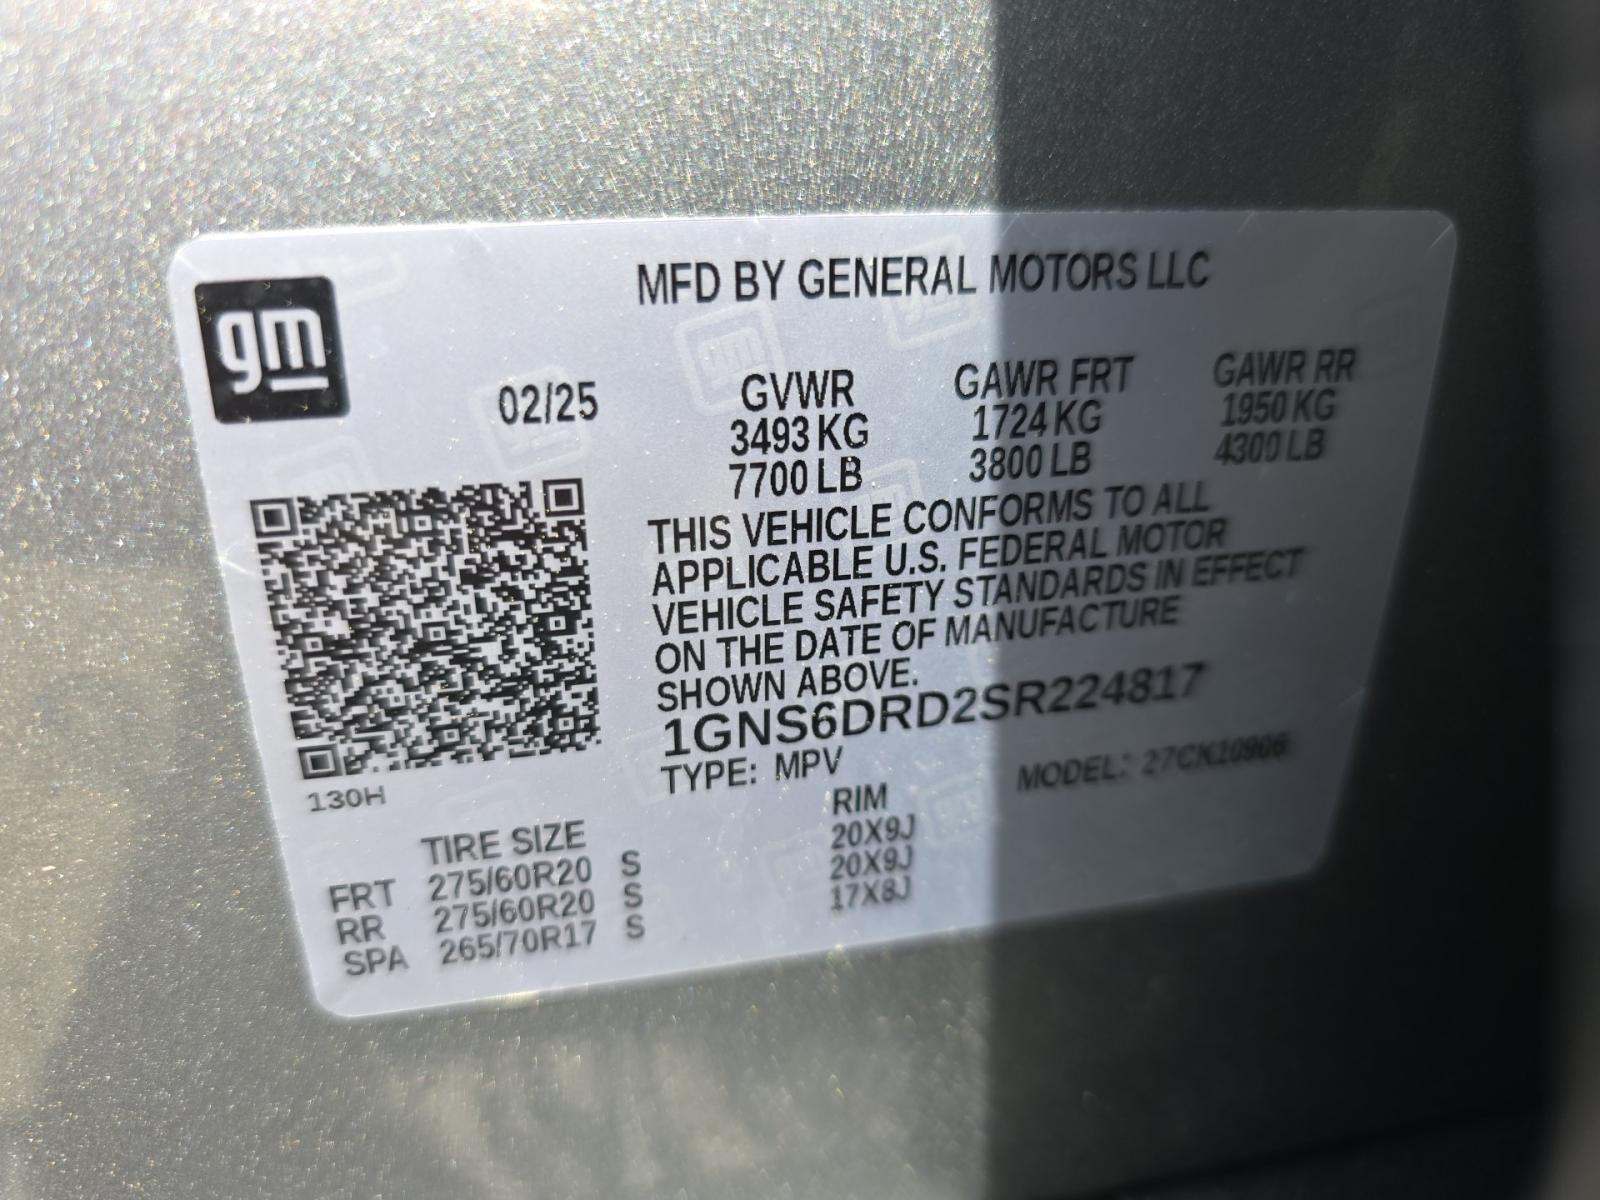 gm
MFD BY GENERAL MOTORS LLC
02/25
GVWR GAWR FRT GAWR RR
3493 KG 1724 KG 1950 KG
7700 LB 3800 LB 4300 LB
THIS VEHICLE CONFORMS TO ALL
APPLICABLE U.S. FEDERAL MOTOR
VEHICLE SAFETY STANDARDS IN EFFECT
ON THE DATE OF MANUFACTURE
SHOWN ABOVE.
1GNS6DRD2SR224817
TYPE: MPV MODEL: 27CK10906
130H
TIRE SIZE RIM
FRT 275/60R20 S 20X9J
RR 275/60R20 S 20X9J
SPA 265/70R17 S 17X8J